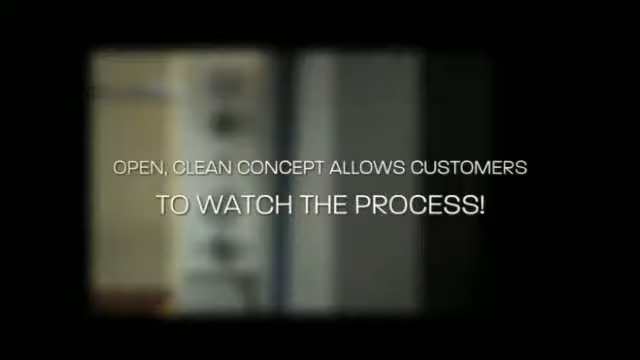 OPEN, CLEAN CONCEPT ALLOWS CUSTOMERS
TO WATCH THE PROCESS!